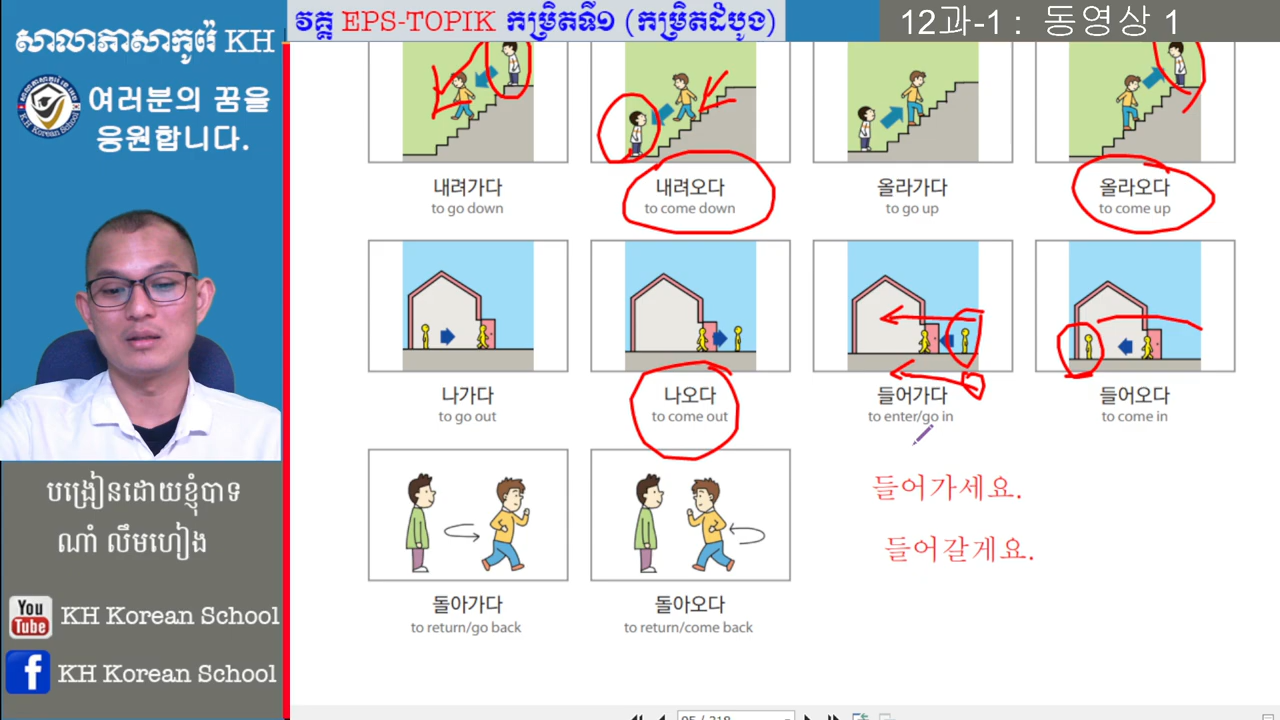 សាលាភាសាកូរ៉េ KH
여러분의 꿈을
응원합니다.
វគ្គ EPS-TOPIK កម្រិតទី១ (កម្រិតដំបូង)
12과-1 : 동영상 1
내려가다
to go down
내려오다
to come down
올라가다
to go up
올라오다
to come up
나가다
to go out
나오다
to come out
들어가다
to enter/go in
들어오다
to come in
들어가세요.
들어갈게요.
돌아가다
to return/go back
돌아오다
to return/come back
បង្រៀនដោយខ្ញុំបាទ
ណាំ លឹមហៀង
You Tube KH Korean School
f KH Korean School